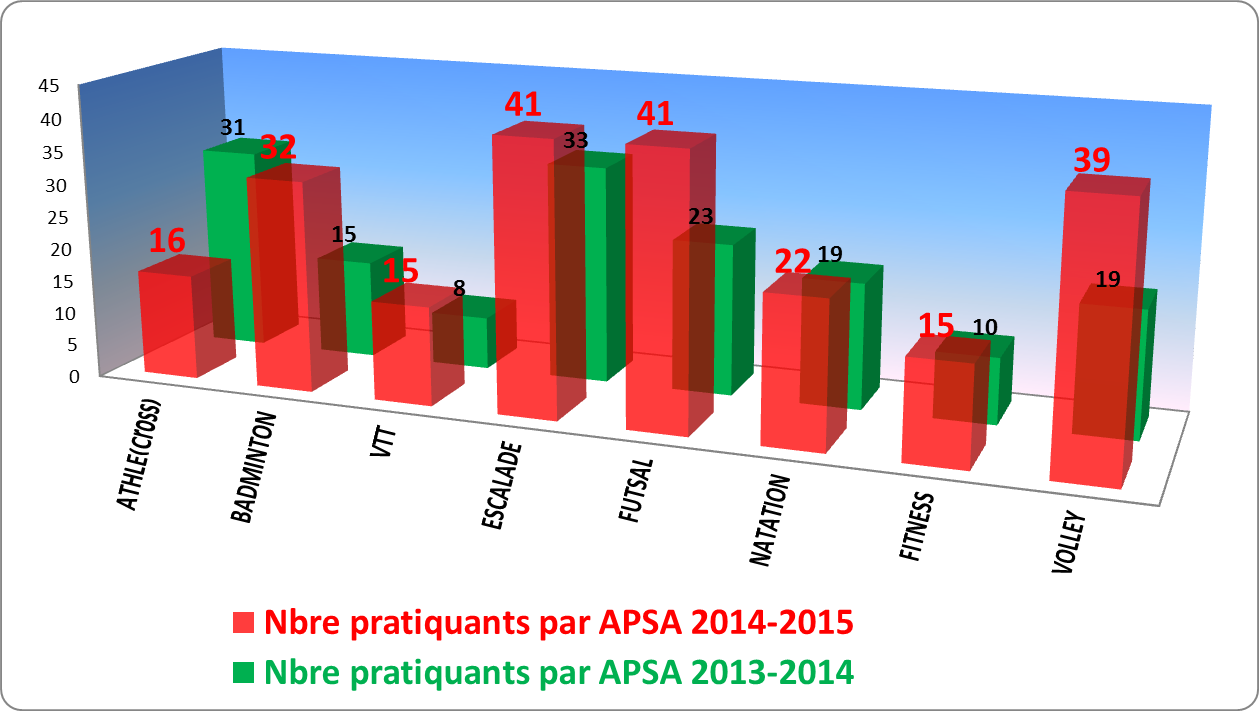 45
40
35
30
25
20
15
10
5
0
31
32
16
15
15
8
41
33
41
23
22
19
15
10
39
19
ATHLE(Cross)
BADMINTON
VTT
ESCALADE
FUTSAL
NATATION
FITNESS
VOLLEY
Nbre pratiquants par APSA 2014-2015
Nbre pratiquants par APSA 2013-2014